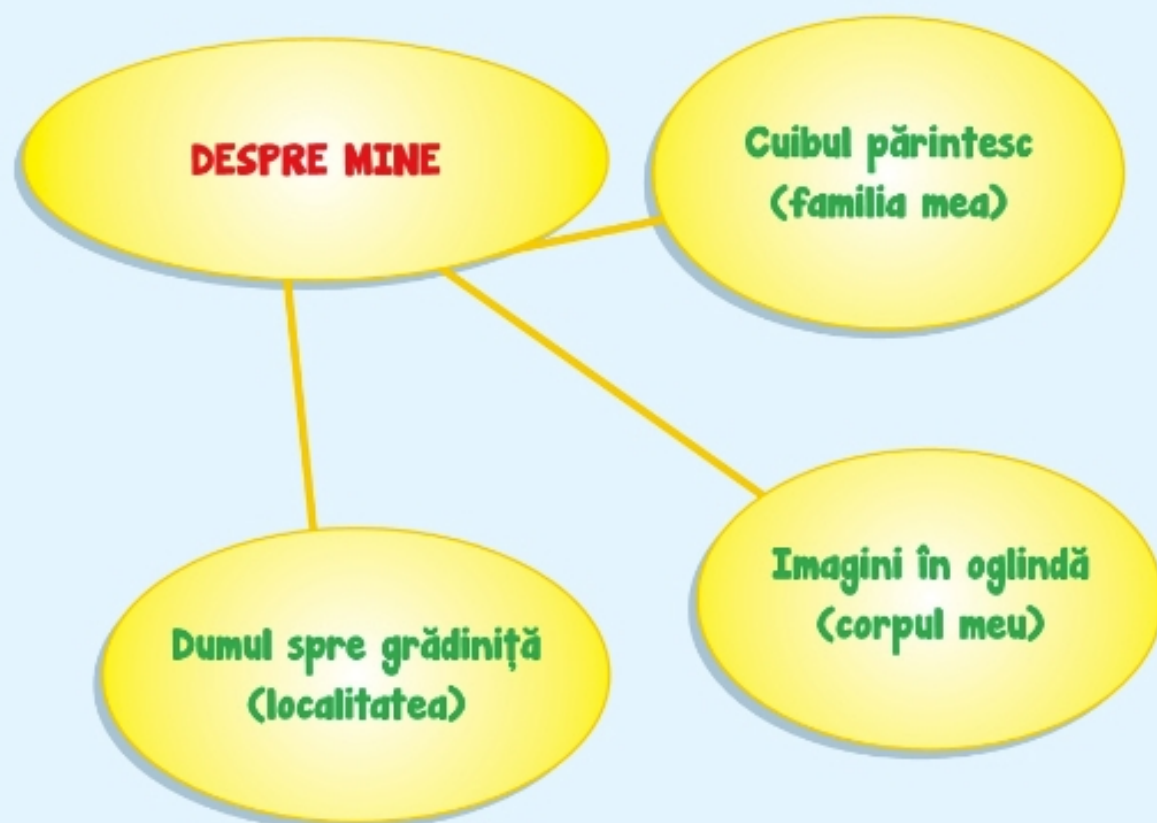 DESPRE MINE
Cuibul părintesc
(familia mea)
Imagini în oglindă
(corpul meu)
Dumul spre grădiniță
(localitatea)